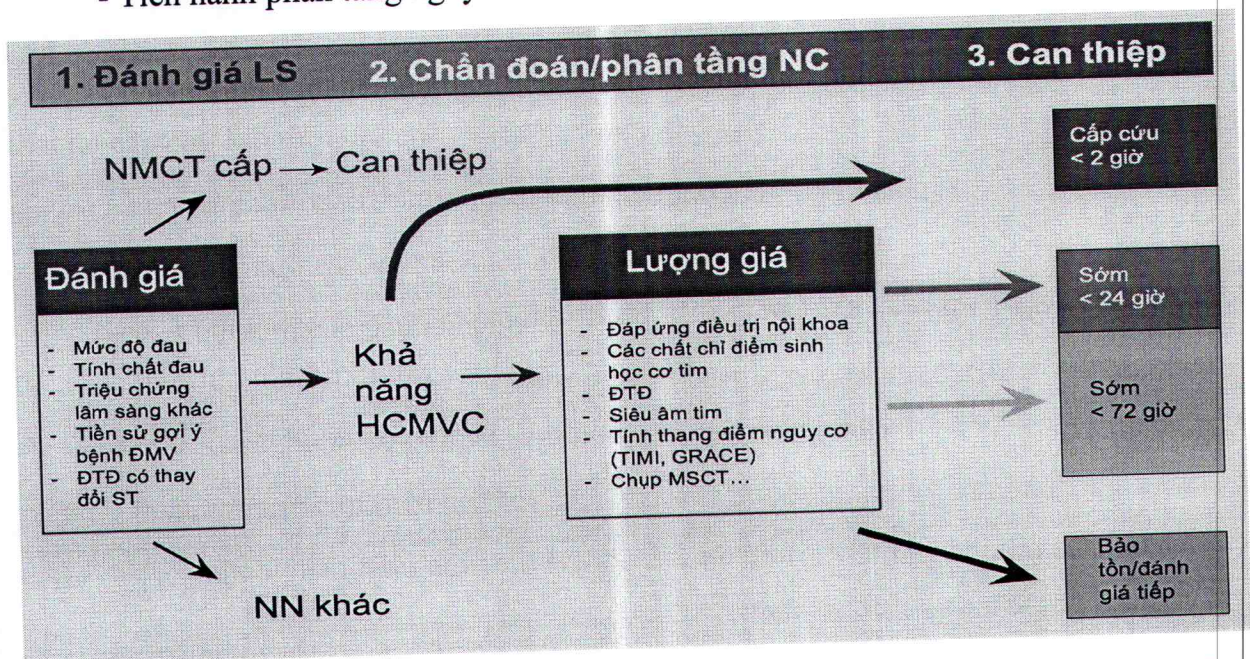 - Tiến hành phân tầng nguy
1. Đánh giá LS
2. Chẩn đoán/phân tầng NC
3. Can thiệp
NMCT cấp
Can thiệp
Cấp cứu
< 2 giờ
Đánh giá
- Mức độ đau
- Tính chất đau
- Triệu chứng
lâm sàng khác
- Tiền sử gợi ý
bệnh ĐMV
- ĐTĐ có thay
đổi ST
Khả
năng
HCMVC
Lượng giá
- Đáp ứng điều trị nội khoa
- Các chất chỉ điểm sinh
học cơ tim
- ĐTĐ
- Siêu âm tim
- Tính thang điểm nguy cơ
(TIMI, GRACE)
- Chụp MSCT...
Sớm
< 24 giờ
Sớm
< 72 giờ
Bảo
tồn/đánh
giá tiếp
NN khác